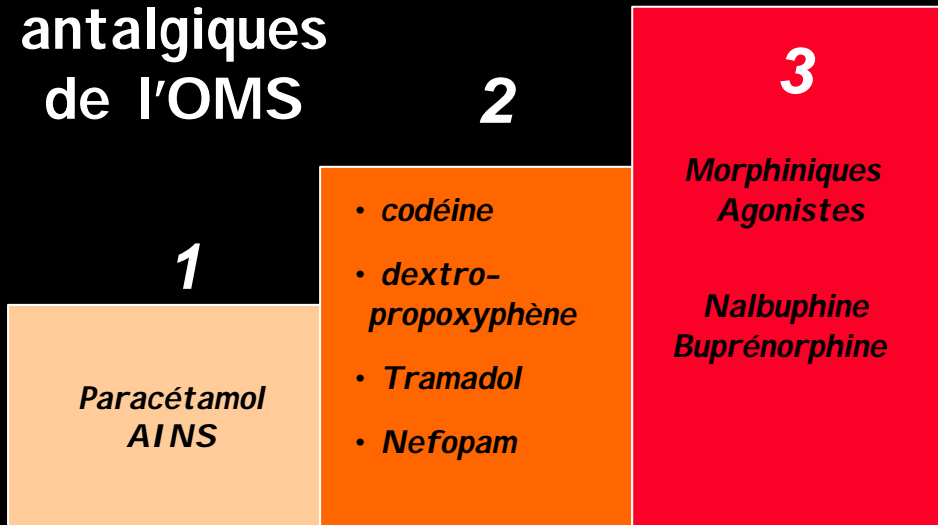 antalgiques
de l'OMS
1
Paracétamol
AINS
2
• codéine
• dextro-
propoxyphène
• Tramadol
• Nefopam
3
Morphiniques
Agonistes
Nalbuphine
Buprénorphine